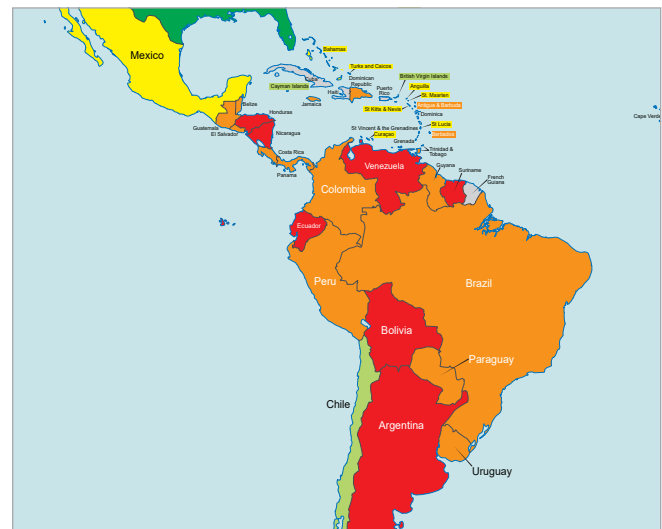 Mexico
Bahamas
Turks and Caicos
Cuba
Cayman Islands
Dominican
Republic
British Virgin Islands
Puerto
Rico
Anguilla
St. Maarten
Haiti
Jamaica
St Kitts & Nevis
Antigua & Barbuda
Dominica
Cape Verde
Belize
Honduras
Guatemala
El Salvador
Nicaragua
St Vincent & the Grenadines
St Lucia
Curaçao
Barbados
Grenada
Costa Rica
Panama
Trinidad &
Tobago
Venezuela
Guyana
Suriname
French
Guiana
Colombia
Ecuador
Peru
Brazil
Bolivia
Paraguay
Chile
Argentina
Uruguay